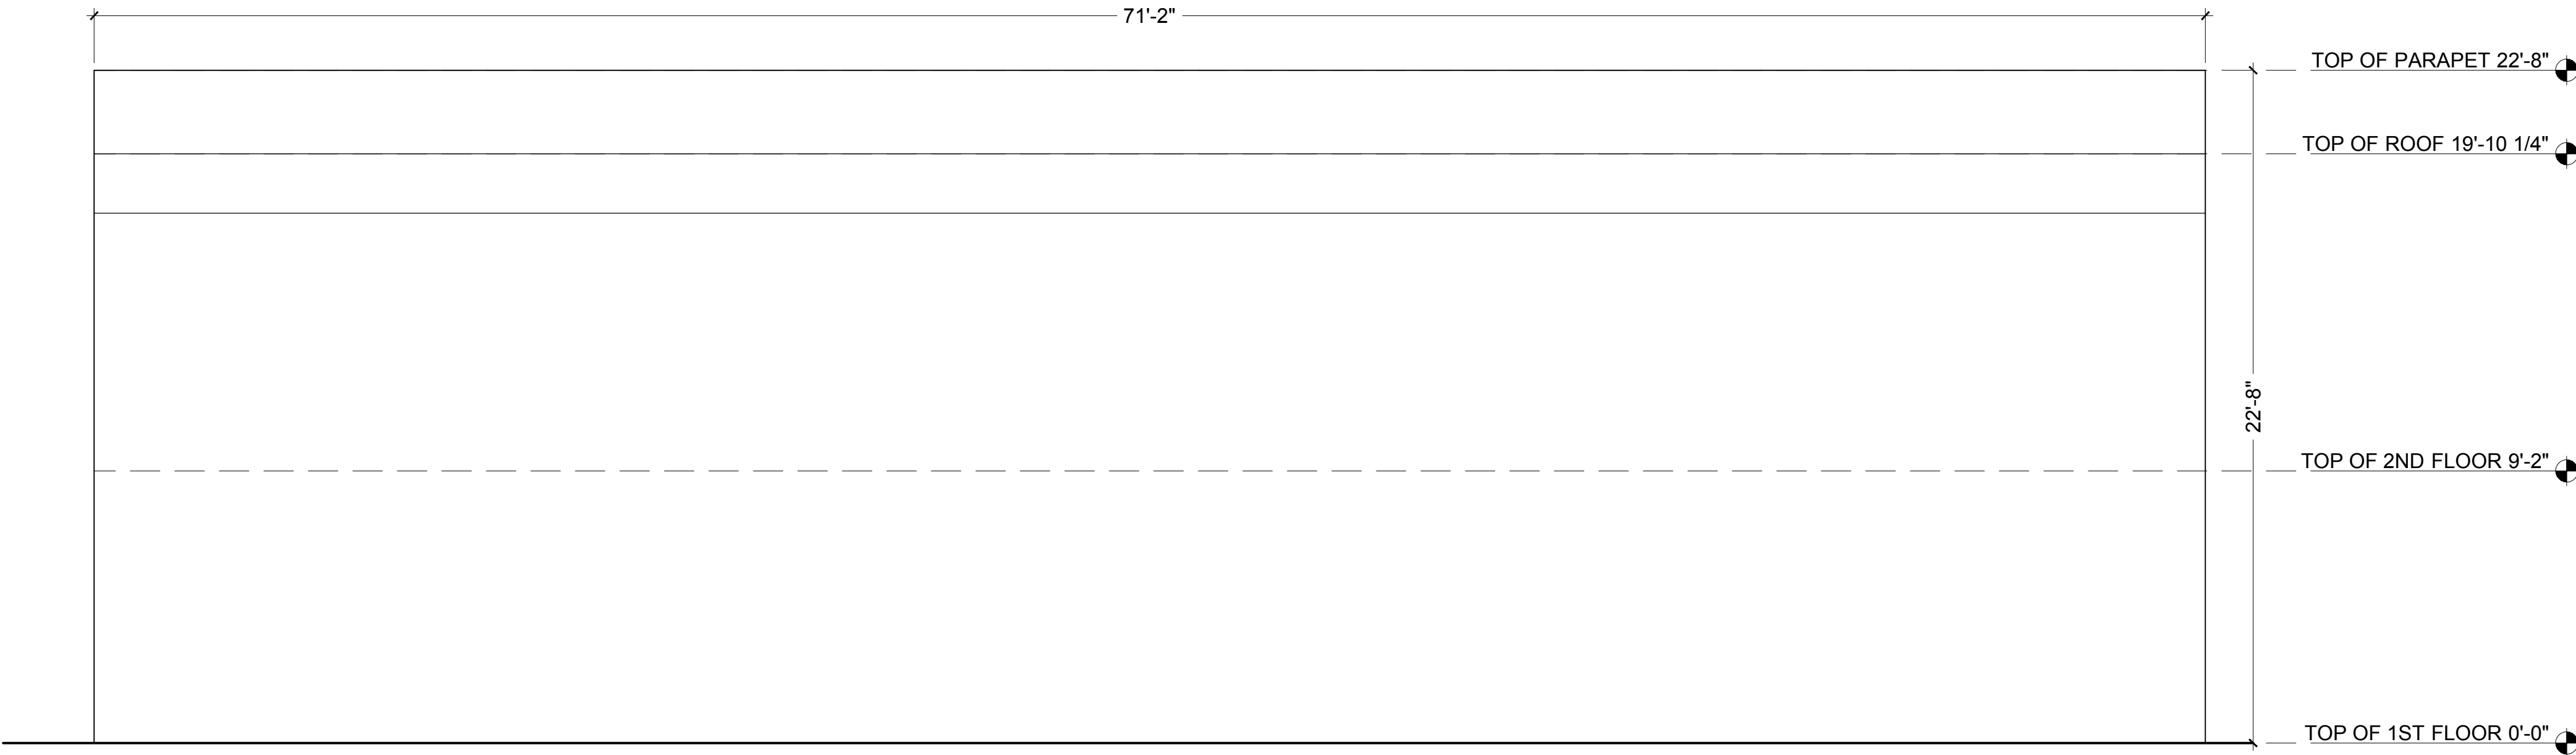 71'-2"
TOP OF PARAPET 22'-8"
TOP OF ROOF 19'-10 1/4"
22'-8"
TOP OF 2ND FLOOR 9'-2"
TOP OF 1ST FLOOR 0'-0"